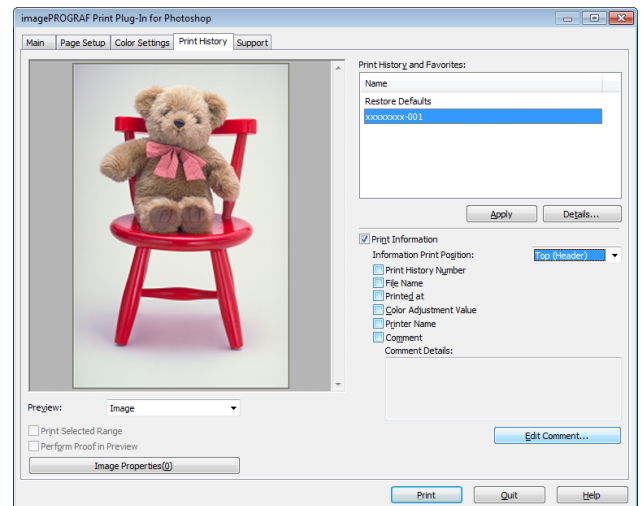 imagePROGRAF Print Plug-In for Photoshop
Main Page Setup Color Settings Print History Support
Print History and Favorites:
Name
Restore Defaults
xxxxxxxx-001
Apply Details...
Print Information
Information Print Position: Top (Header)
Print History Number
File Name
Printed at
Color Adjustment Value
Printer Name
Comment
Comment Details:
Preview: Image
Print Selected Range
Perform Proof in Preview
Edit Comment...
Image Properties(0)
Print Quit Help